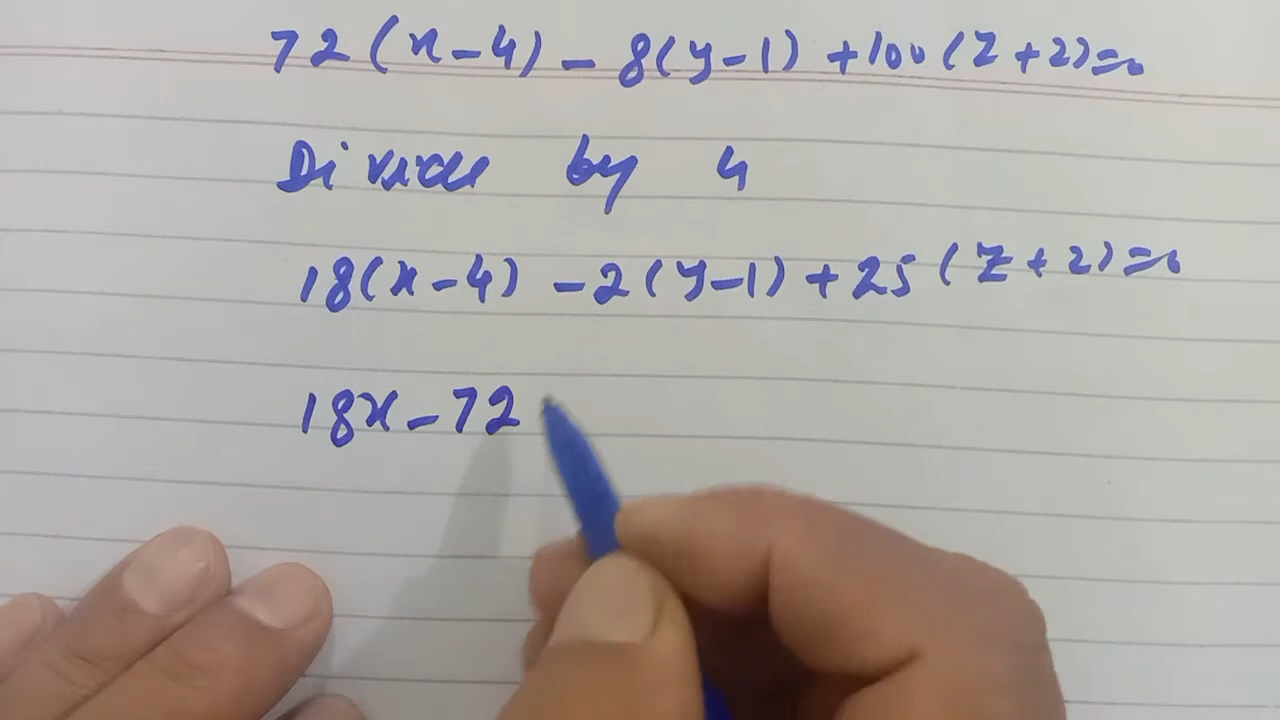 72(x-4) - 8(y-1) + 100(z+2)=0
Divide by 4
18(x-4) - 2(y-1) + 25(z+2)=0
18x-72